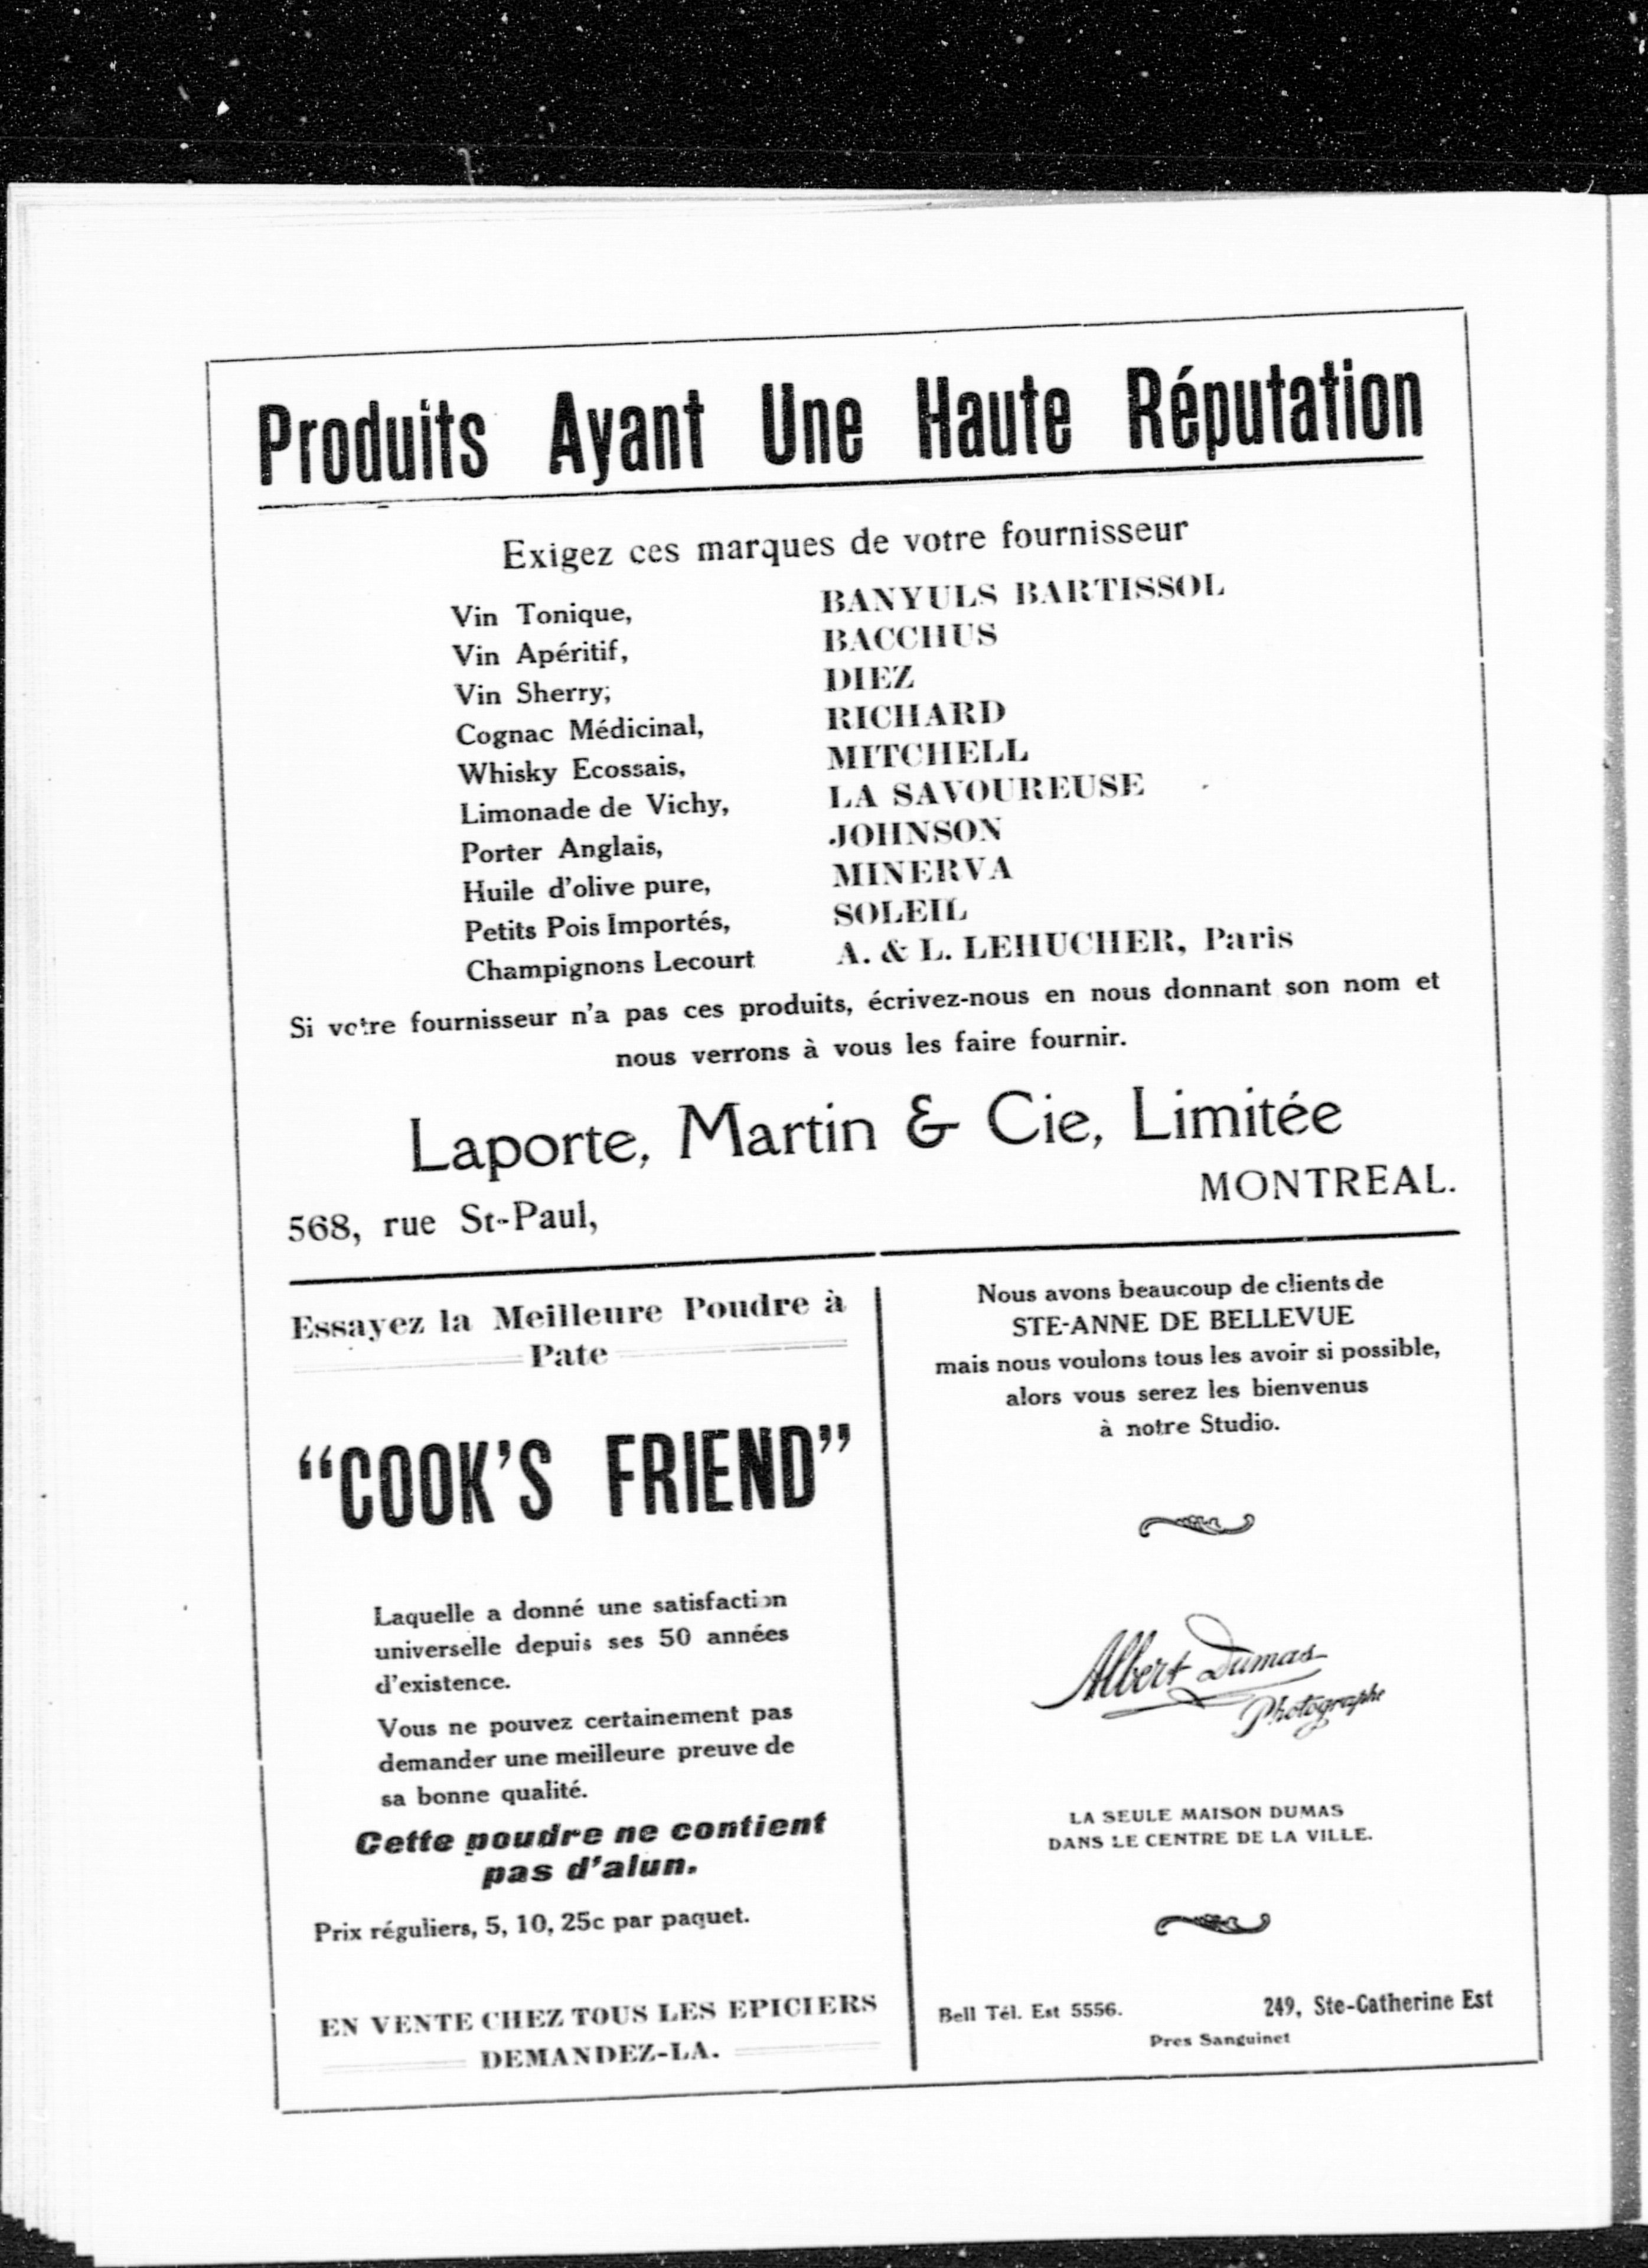 Produits Ayant Une Haute Réputation
Exigez ces marques de votre fournisseur
Vin Tonique, BANYULS BARTISSOL
Vin Apéritif, BACCHUS
Vin Sherry; DIEZ
Cognac Médicinal, RICHARD
Whisky Ecossais, MITCHELL
Limonade de Vichy, LA SAVOUREUSE
Porter Anglais, JOHNSON
Huile d'olive pure, MINERVA
Petits Pois Importés, SOLEIL
Champignons Lecourt A. & L. LEHUCHER, Paris
Si votre fournisseur n'a pas ces produits, écrivez-nous en nous donnant son nom et
nous verrons à vous les faire fournir.
Laporte, Martin & Cie, Limitée
568, rue St-Paul, MONTREAL.
Essayez la Meilleure Poudre à
Pate
"COOK'S FRIEND"
Laquelle a donné une satisfaction
universelle depuis ses 50 années
d'existence.
Vous ne pouvez certainement pas
demander une meilleure preuve de
sa bonne qualité.
Cette poudre ne contient
pas d'alun.
Prix réguliers, 5, 10, 25c par paquet.
EN VENTE CHEZ TOUS LES EPICIERS
DEMANDEZ-LA.
Nous avons beaucoup de clients de
STE-ANNE DE BELLEVUE
mais nous voulons tous les avoir si possible,
alors vous serez les bienvenus
à notre Studio.
Albert Dumas
Photographe
LA SEULE MAISON DUMAS
DANS LE CENTRE DE LA VILLE.
Bell Tél. Est 5556. 249, Ste-Catherine Est
Pres Sanguinet